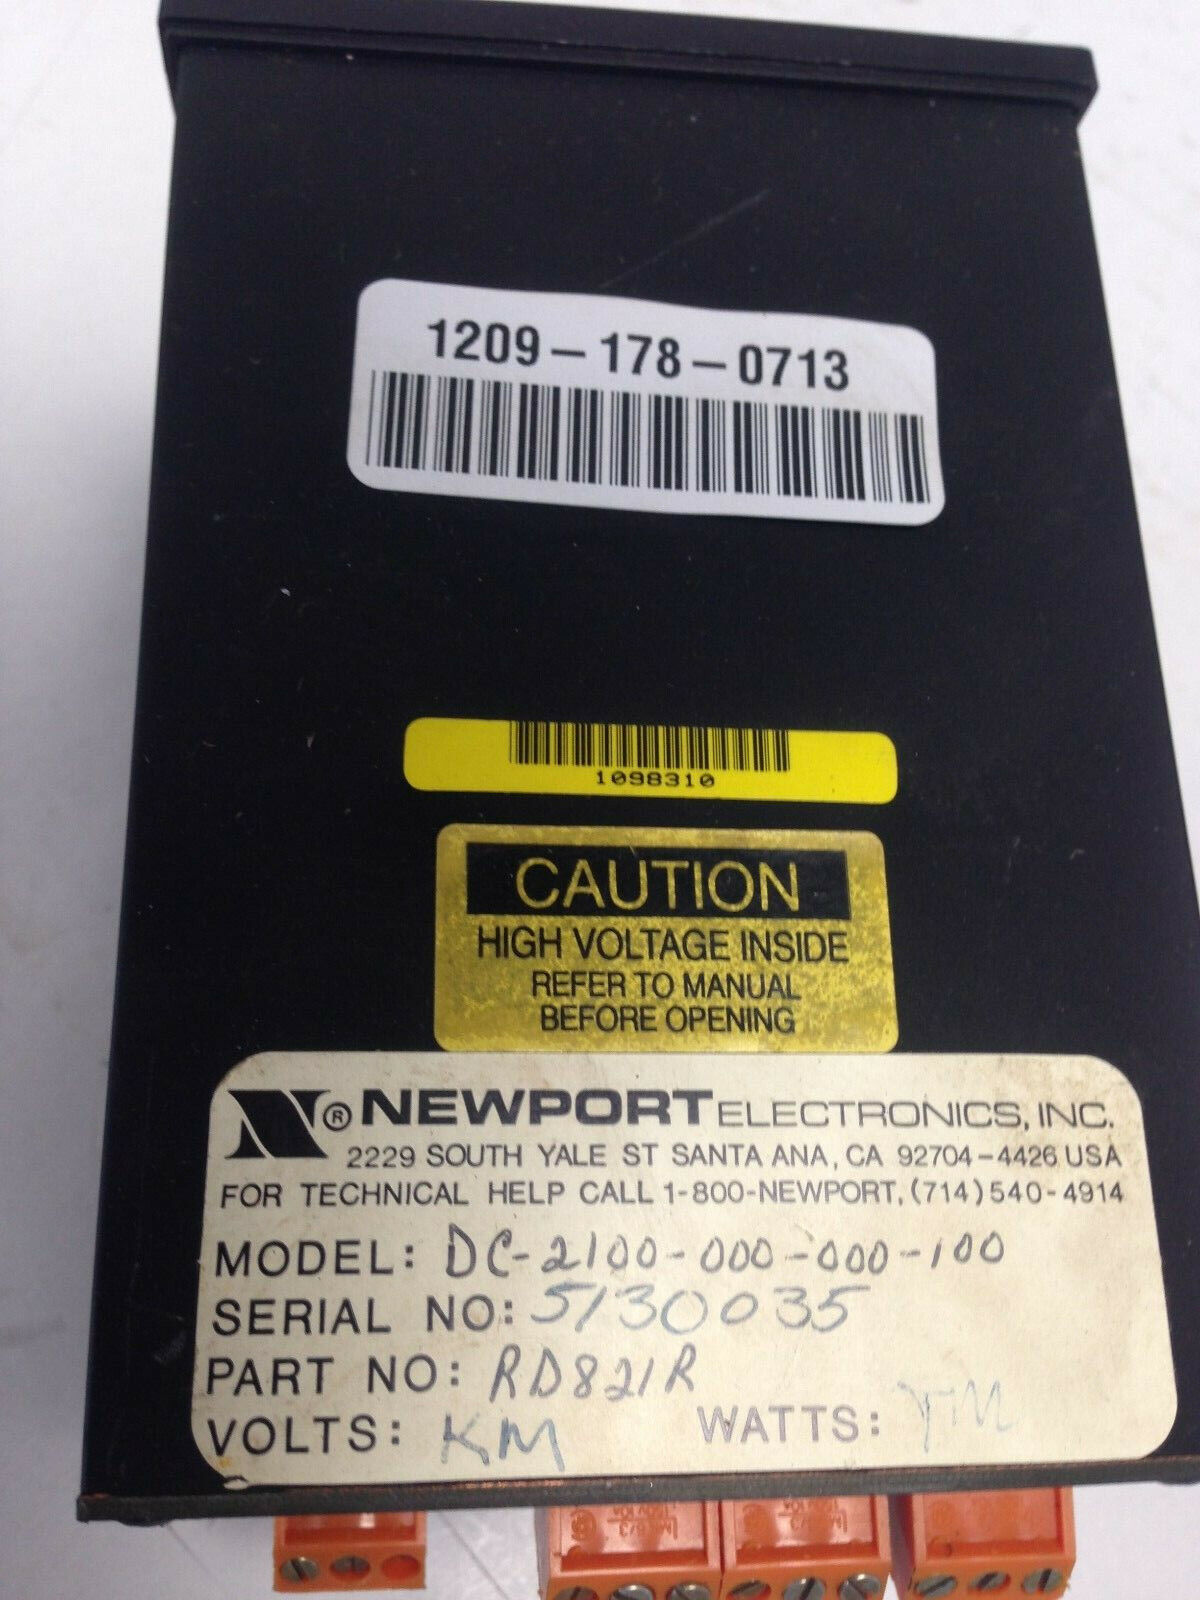 1209-178-0713
1098310
CAUTION
HIGH VOLTAGE INSIDE
REFER TO MANUAL
BEFORE OPENING
N® NEWPORT ELECTRONICS, INC.
2229 SOUTH YALE ST SANTA ANA, CA 92704-4426 USA
FOR TECHNICAL HELP CALL 1-800-NEWPORT, (714) 540-4914
MODEL: DC-2100-000-000-100
SERIAL NO: 5130035
PART NO: RD821R
VOLTS: KM WATTS: